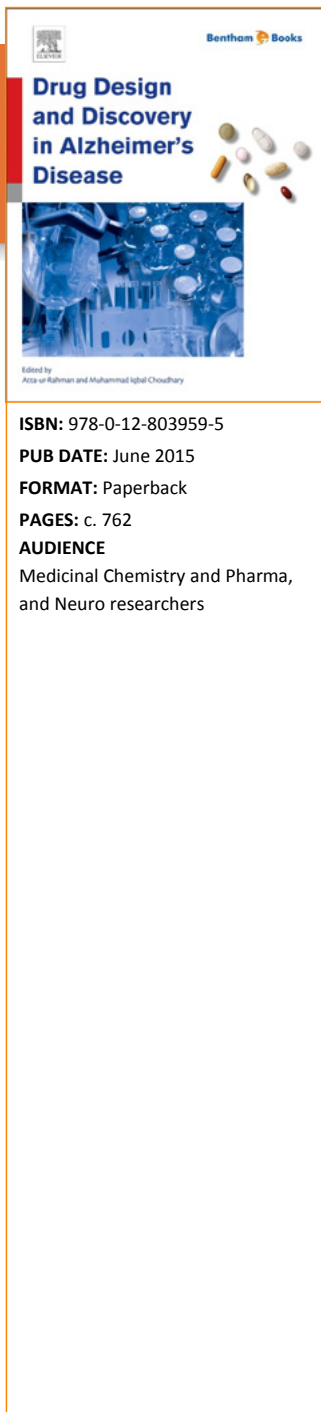 ELSEVIER
Bentham Books
Drug Design
and Discovery
in Alzheimer's
Disease
Edited by
Atta-ur-Rahman and Muhammad Iqbal Choudhary
ISBN: 978-0-12-803959-5
PUB DATE: June 2015
FORMAT: Paperback
PAGES: c. 762
AUDIENCE
Medicinal Chemistry and Pharma,
and Neuro researchers